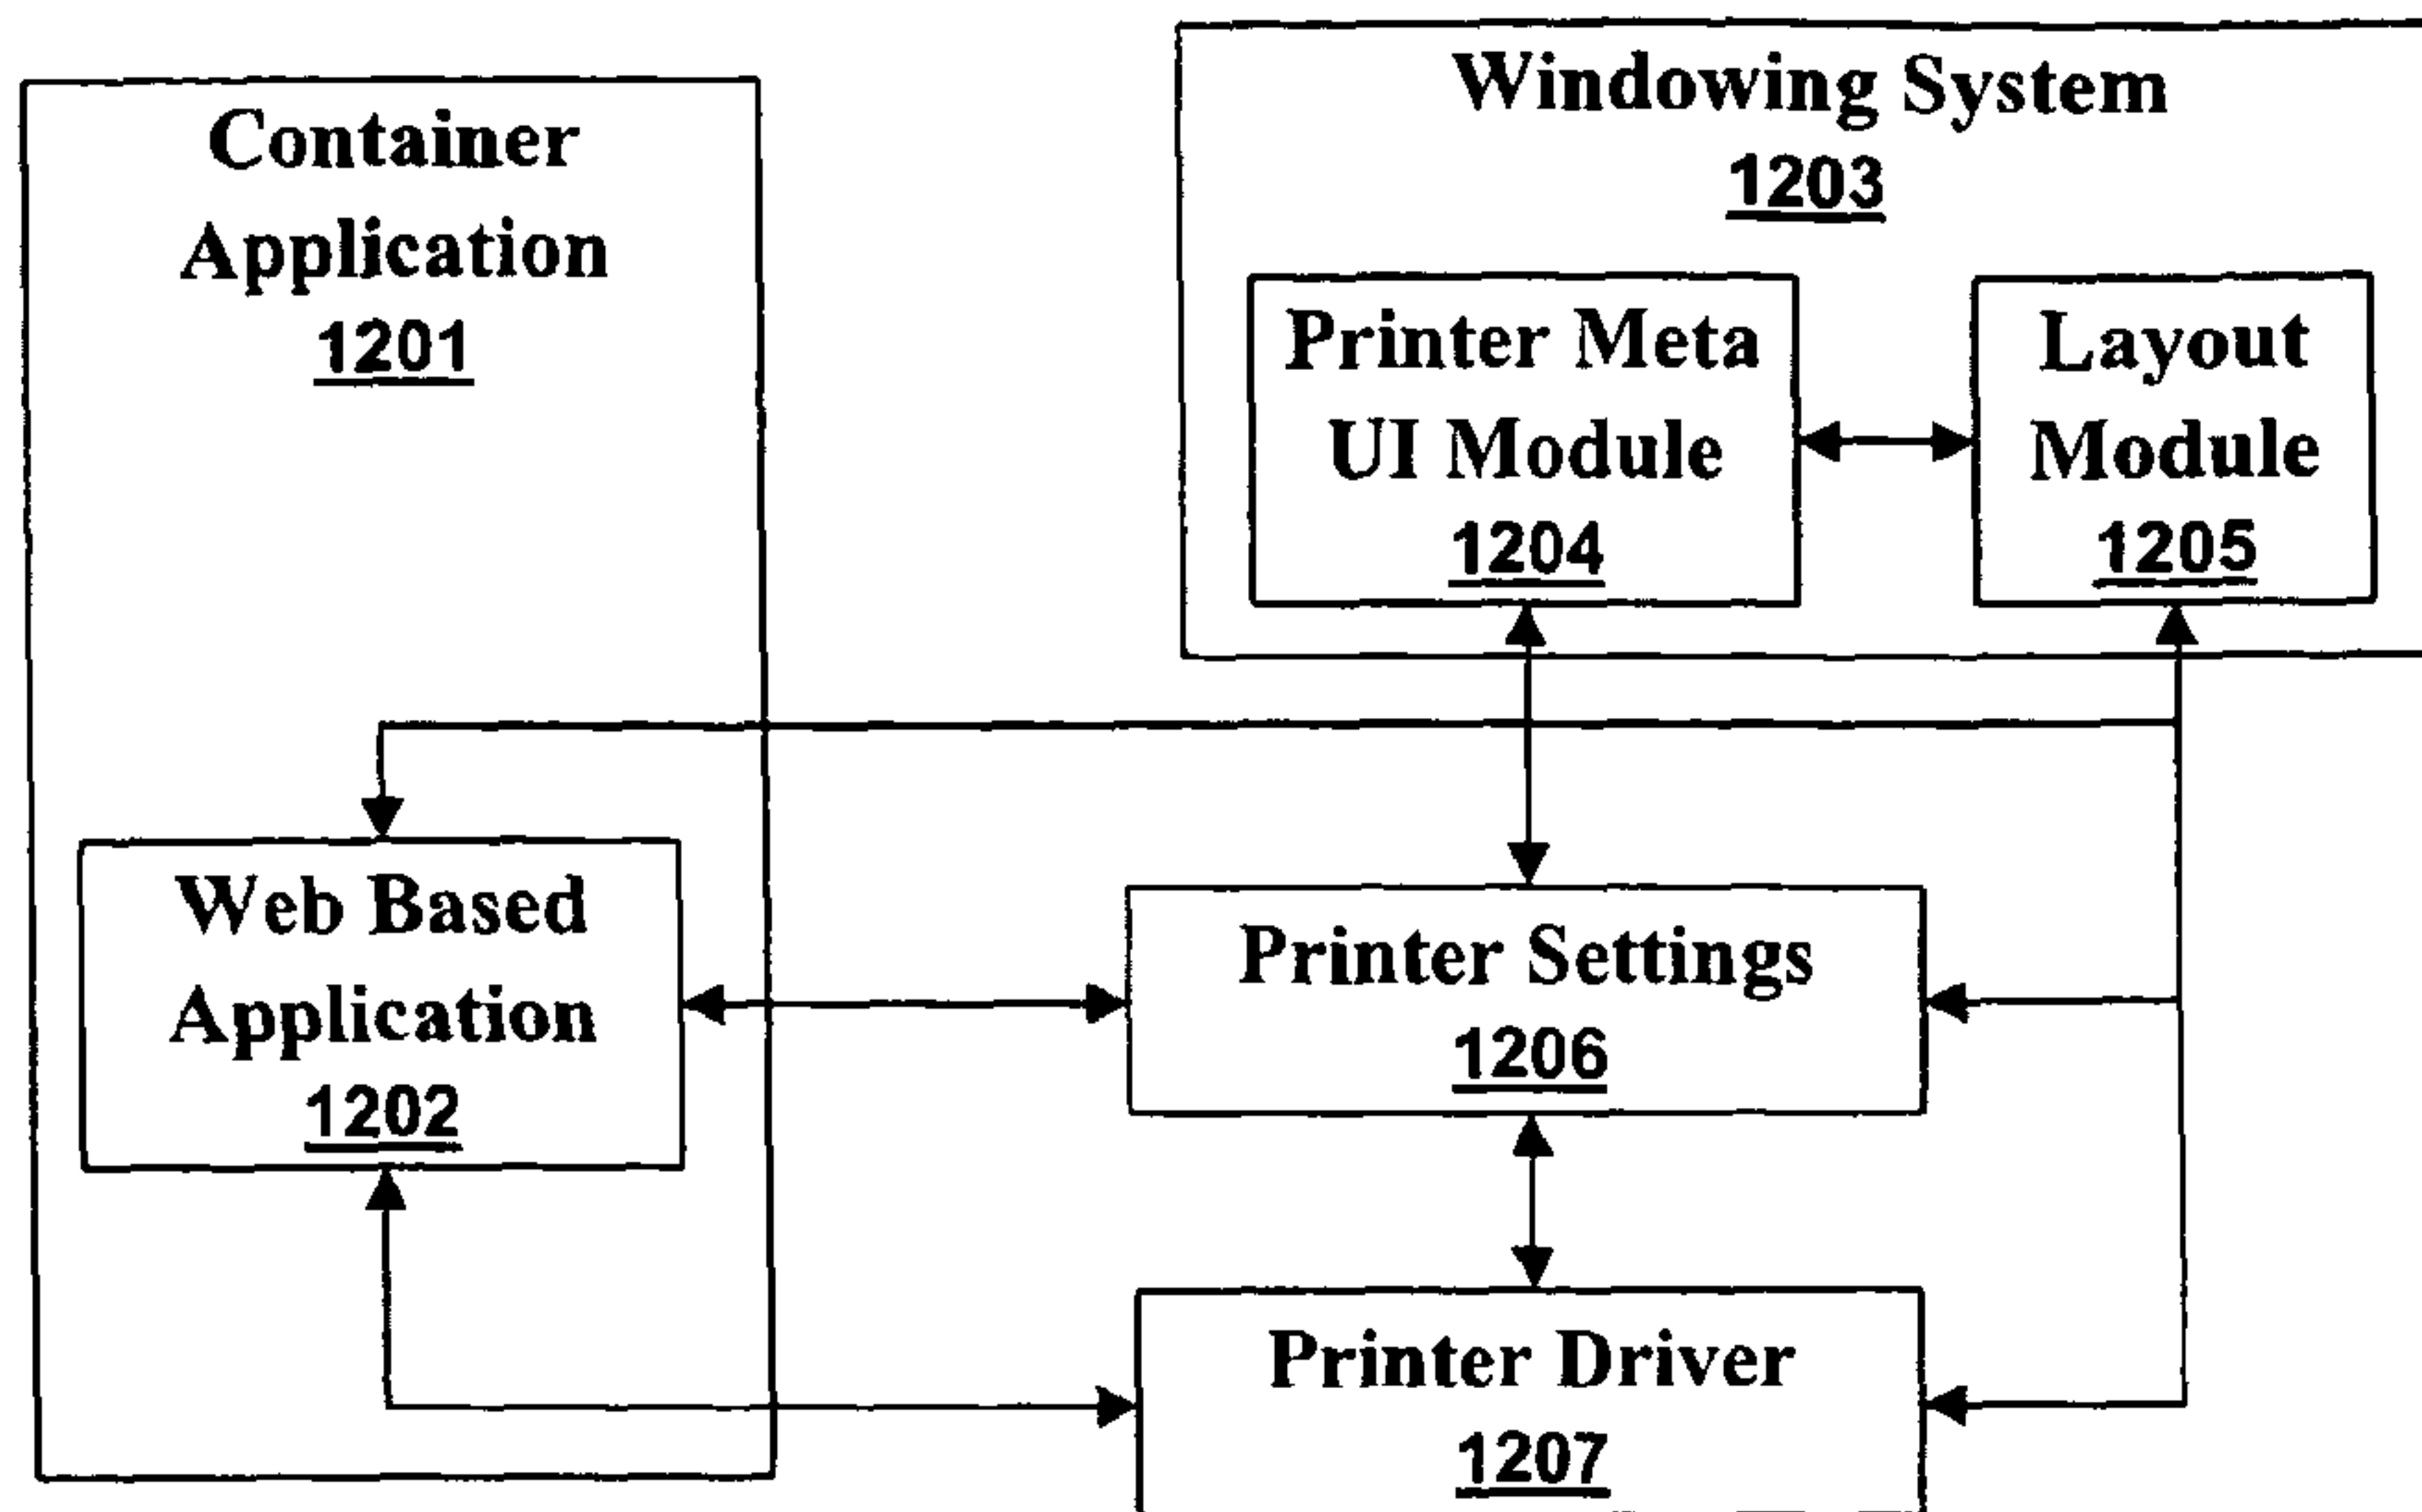 Container
Application
1201
Windowing System
1203
Printer Meta
UI Module
1204
Layout
Module
1205
Web Based
Application
1202
Printer Settings
1206
Printer Driver
1207